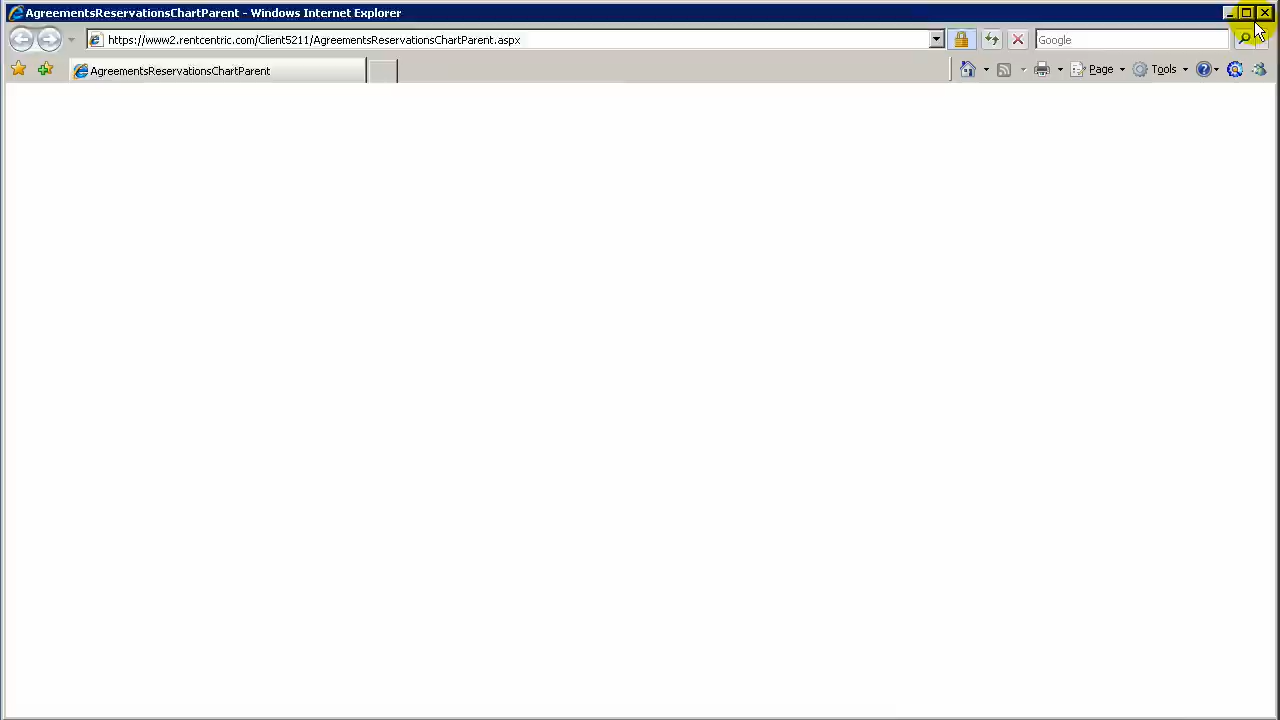 AgreementsReservationsChartParent - Windows Internet Explorer
https://www2.rentcentric.com/Client5211/AgreementsReservationsChartParent.aspx
Google
AgreementsReservationsChartParent
Page
Tools